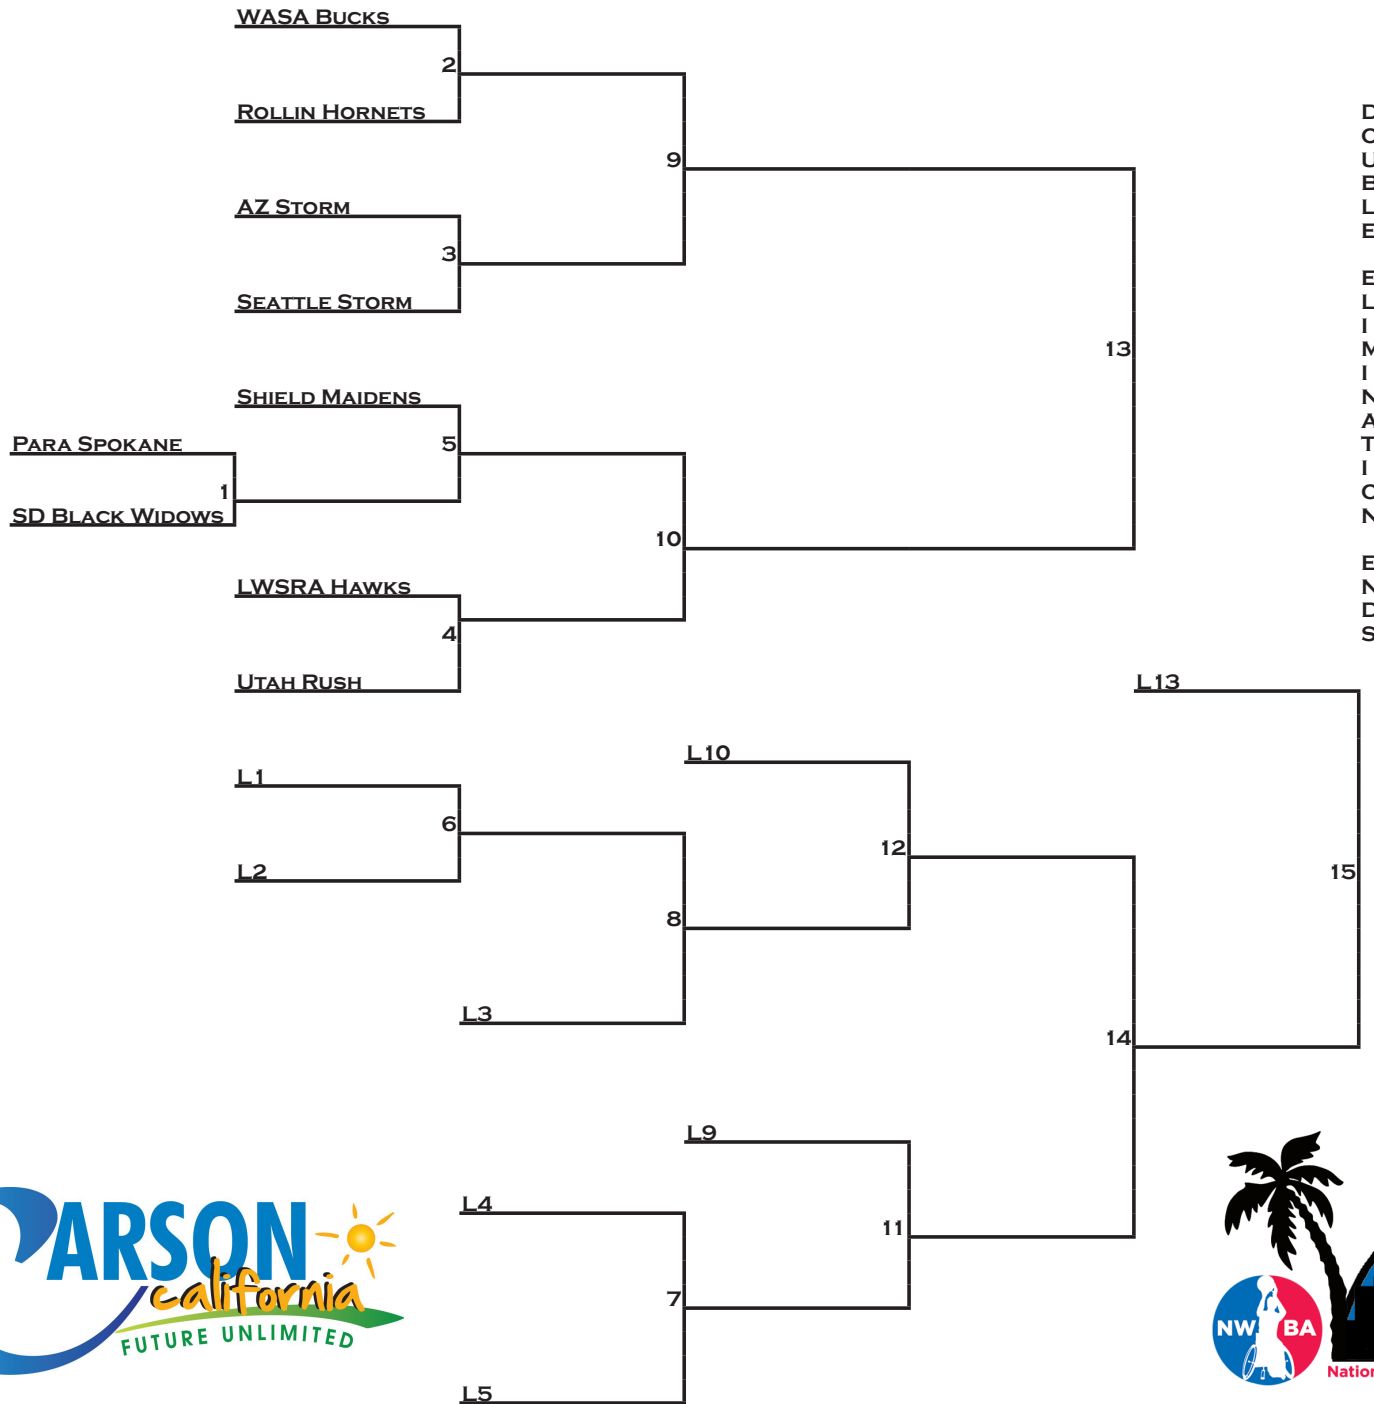 WASA Bucks
2
Rollin Hornets
9
AZ Storm
3
Seattle Storm
13
Shield Maidens
Para Spokane
5
1
SD Black Widows
10
LWSRA Hawks
4
Utah Rush
L13
L10
L1
6
12
L2
15
8
L3
14
L9
L4
11
7
L5
D
O
U
B
L
E
E
L
I
M
I
N
A
T
I
O
N
E
N
D
S
CARSON
california
FUTURE UNLIMITED
NWBA